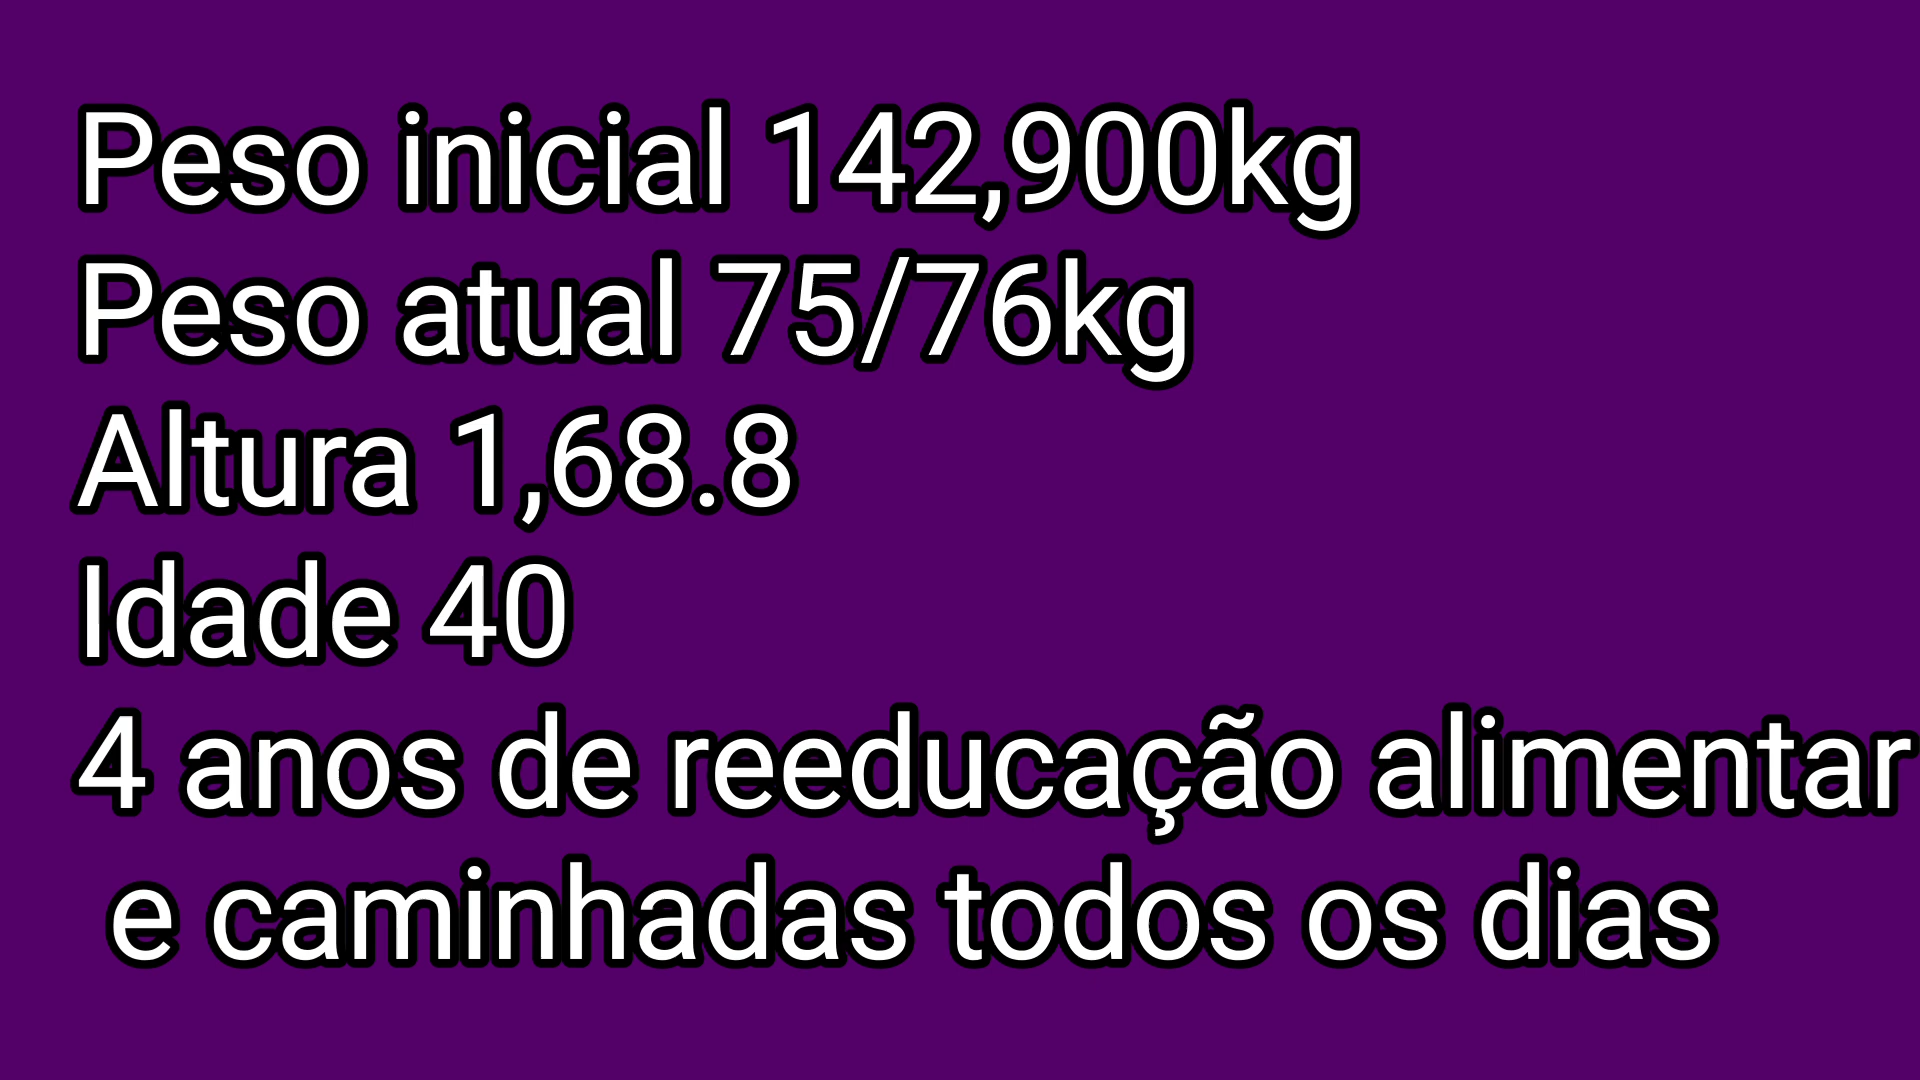 Peso inicial 142,900kg
Peso atual 75/76kg
Altura 1,68.8
Idade 40
4 anos de reeducação alimentar
e caminhadas todos os dias